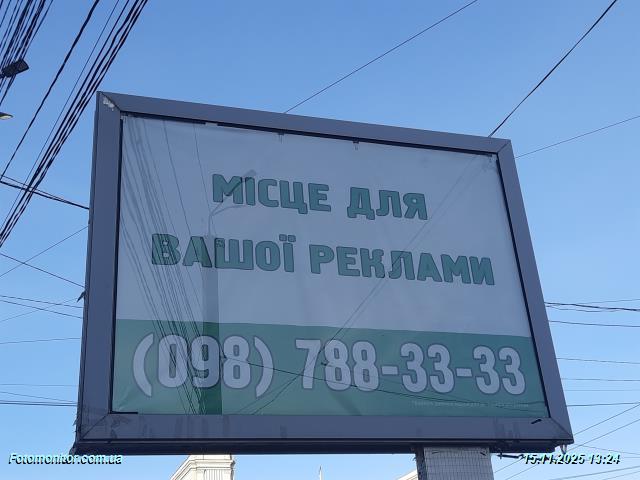 МІСЦЕ ДЛЯ
ВАШОЇ РЕКЛАМИ
(098) 788-33-33
Fotomonitor.com.ua
15.11.2025 13:24